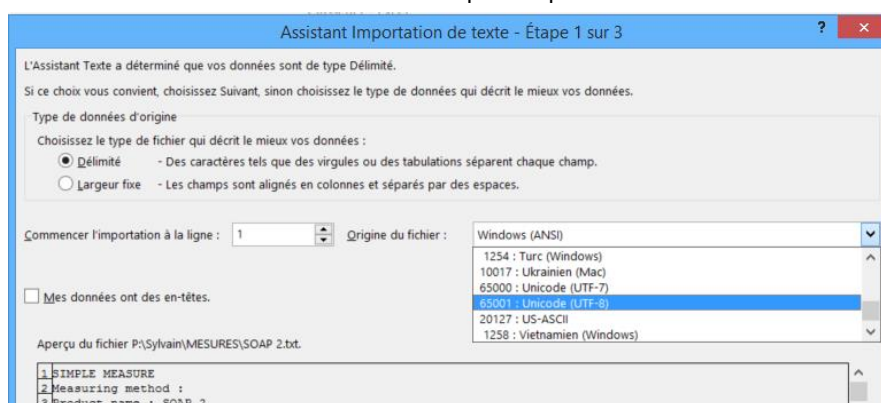 Assistant Importation de texte - Étape 1 sur 3
?
L'Assistant Texte a déterminé que vos données sont de type Délimité.
Si ce choix vous convient, choisissez Suivant, sinon choisissez le type de données qui décrit le mieux vos données.
Type de données d'origine
Choisissez le type de fichier qui décrit le mieux vos données :
Délimité - Des caractères tels que des virgules ou des tabulations séparent chaque champ.
Largeur fixe - Les champs sont alignés en colonnes et séparés par des espaces.
Commencer l'importation à la ligne : 1 Origine du fichier : Windows (ANSI)
1254 : Turc (Windows)
10017 : Ukrainien (Mac)
65000 : Unicode (UTF-7)
65001 : Unicode (UTF-8)
20127 : US-ASCII
1258 : Vietnamien (Windows)
Mes données ont des en-têtes.
Aperçu du fichier P:\Sylvain\MESURES\SOAP 2.txt.
1 SIMPLE MEASURE
2 Measuring method :
3 Product name : SOAP 2